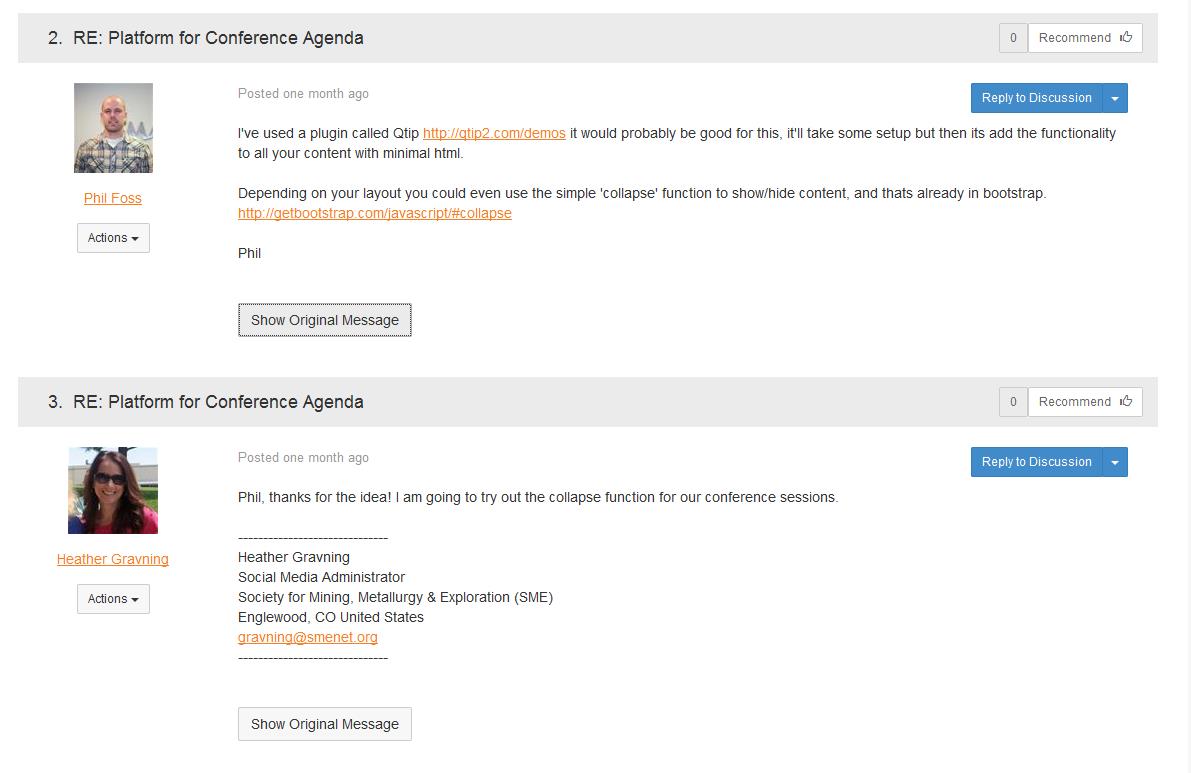 2. RE: Platform for Conference Agenda
0 Recommend
Posted one month ago
Reply to Discussion
I've used a plugin called Qtip http://qtip2.com/demos it would probably be good for this, it'll take some setup but then its add the functionality
to all your content with minimal html.
Depending on your layout you could even use the simple 'collapse' function to show/hide content, and thats already in bootstrap.
http://getbootstrap.com/javascript/#collapse
Phil
Phil Foss
Actions
Show Original Message
3. RE: Platform for Conference Agenda
0 Recommend
Posted one month ago
Reply to Discussion
Phil, thanks for the idea! I am going to try out the collapse function for our conference sessions.
------------------------------
Heather Gravning
Social Media Administrator
Society for Mining, Metallurgy & Exploration (SME)
Englewood, CO United States
gravning@smenet.org
------------------------------
Heather Gravning
Actions
Show Original Message